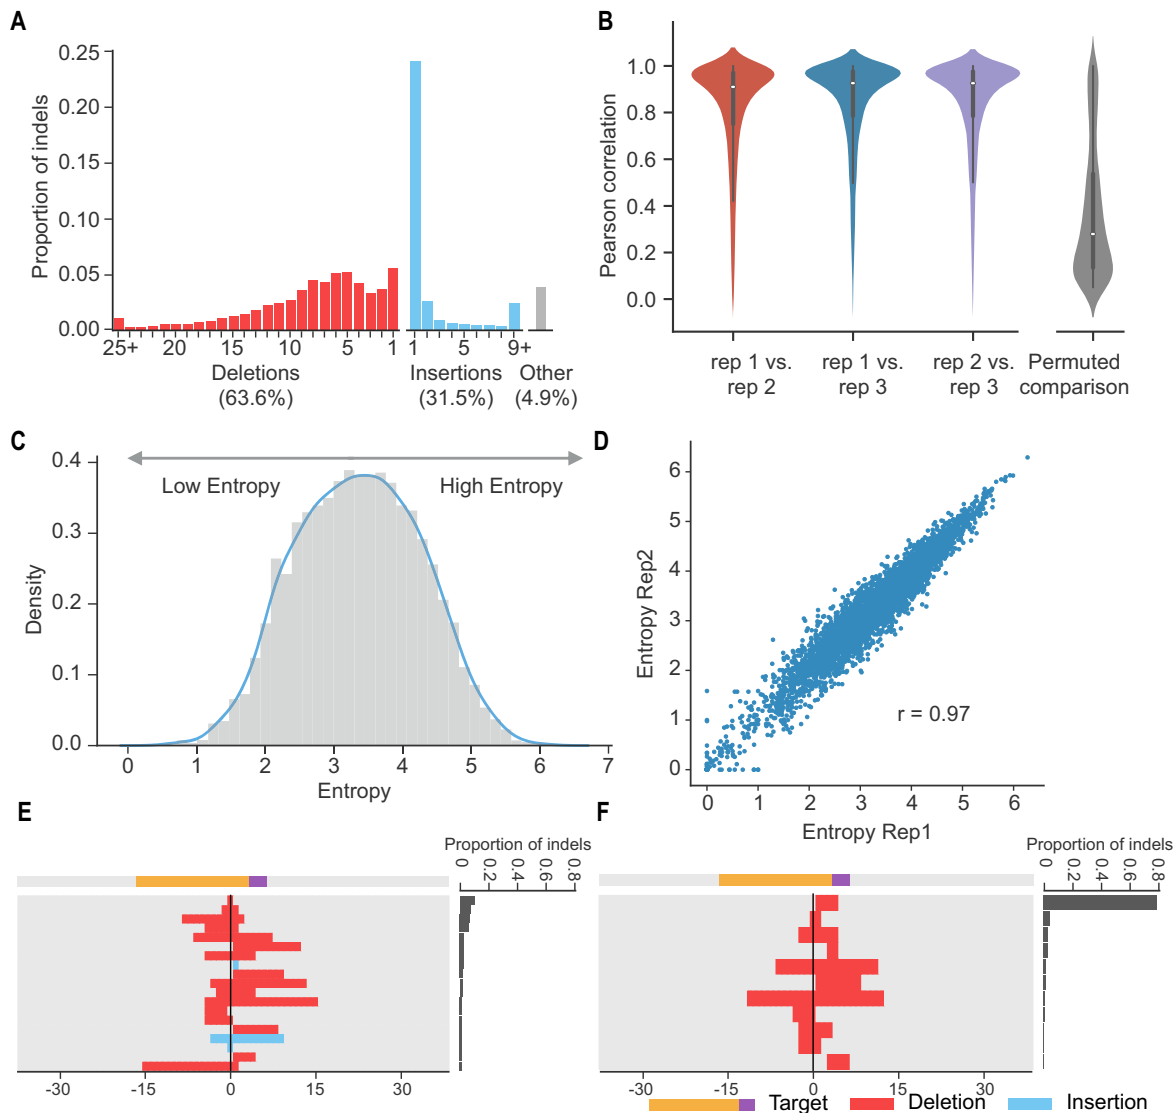 A
Proportion of indels
0.25
0.20
0.15
0.10
0.05
0.00
25+ 20 15 10 5 1 1 5 9+
Deletions Insertions Other
(63.6%) (31.5%) (4.9%)
B
Pearson correlation
1.0
0.8
0.6
0.4
0.2
0.0
rep 1 vs. rep 1 vs. rep 2 vs. Permuted
rep 2 rep 3 rep 3 comparison
C
Density
0.4
0.3
0.2
0.1
0.0
Low Entropy High Entropy
0 1 2 3 4 5 6 7
Entropy
D
Entropy Rep2
6
5
4
3
2
1
0
r = 0.97
0 1 2 3 4 5 6
Entropy Rep1
E
Proportion of indels
0 0.2 0.4 0.6 0.8
-30 -15 0 15 30
F
Proportion of indels
0 0.2 0.4 0.6 0.8
-30 -15 0 15 30
Target Deletion Insertion